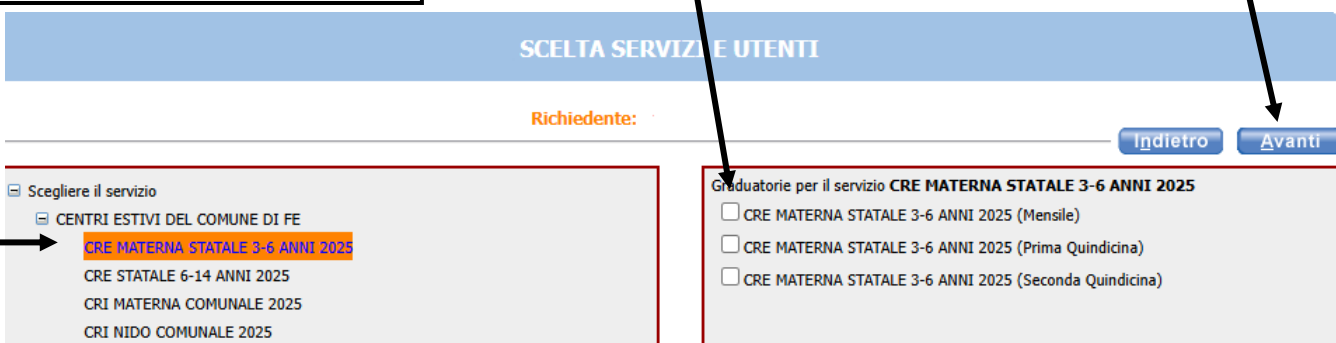 SCELTA SERVIZI E UTENTI
Richiedente:
Indietro
Avanti
Scegliere il servizio
CENTRI ESTIVI DEL COMUNE DI FE
CRE MATERNA STATALE 3-6 ANNI 2025
CRE STATALE 6-14 ANNI 2025
CRI MATERNA COMUNALE 2025
CRI NIDO COMUNALE 2025
Graduatorie per il servizio CRE MATERNA STATALE 3-6 ANNI 2025
CRE MATERNA STATALE 3-6 ANNI 2025 (Mensile)
CRE MATERNA STATALE 3-6 ANNI 2025 (Prima Quindicina)
CRE MATERNA STATALE 3-6 ANNI 2025 (Seconda Quindicina)